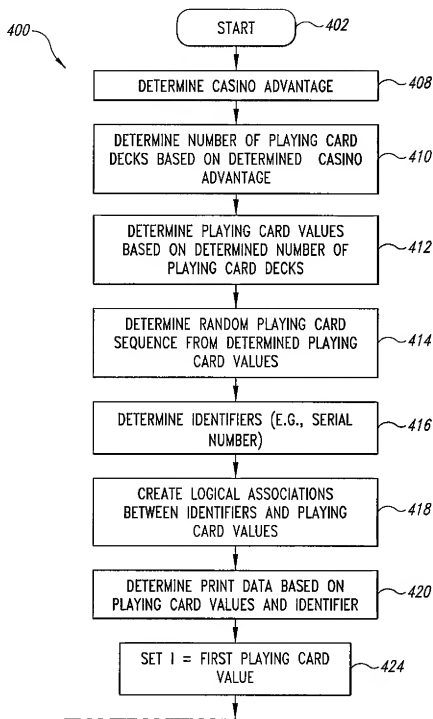 400
START
402
DETERMINE CASINO ADVANTAGE
408
DETERMINE NUMBER OF PLAYING CARD
DECKS BASED ON DETERMINED CASINO
ADVANTAGE
410
DETERMINE PLAYING CARD VALUES
BASED ON DETERMINED NUMBER OF
PLAYING CARD DECKS
412
DETERMINE RANDOM PLAYING CARD
SEQUENCE FROM DETERMINED PLAYING
CARD VALUES
414
DETERMINE IDENTIFIERS (E.G., SERIAL
NUMBER)
416
CREATE LOGICAL ASSOCIATIONS
BETWEEN IDENTIFIERS AND PLAYING
CARD VALUES
418
DETERMINE PRINT DATA BASED ON
PLAYING CARD VALUES AND IDENTIFIER
420
SET I = FIRST PLAYING CARD
VALUE
424